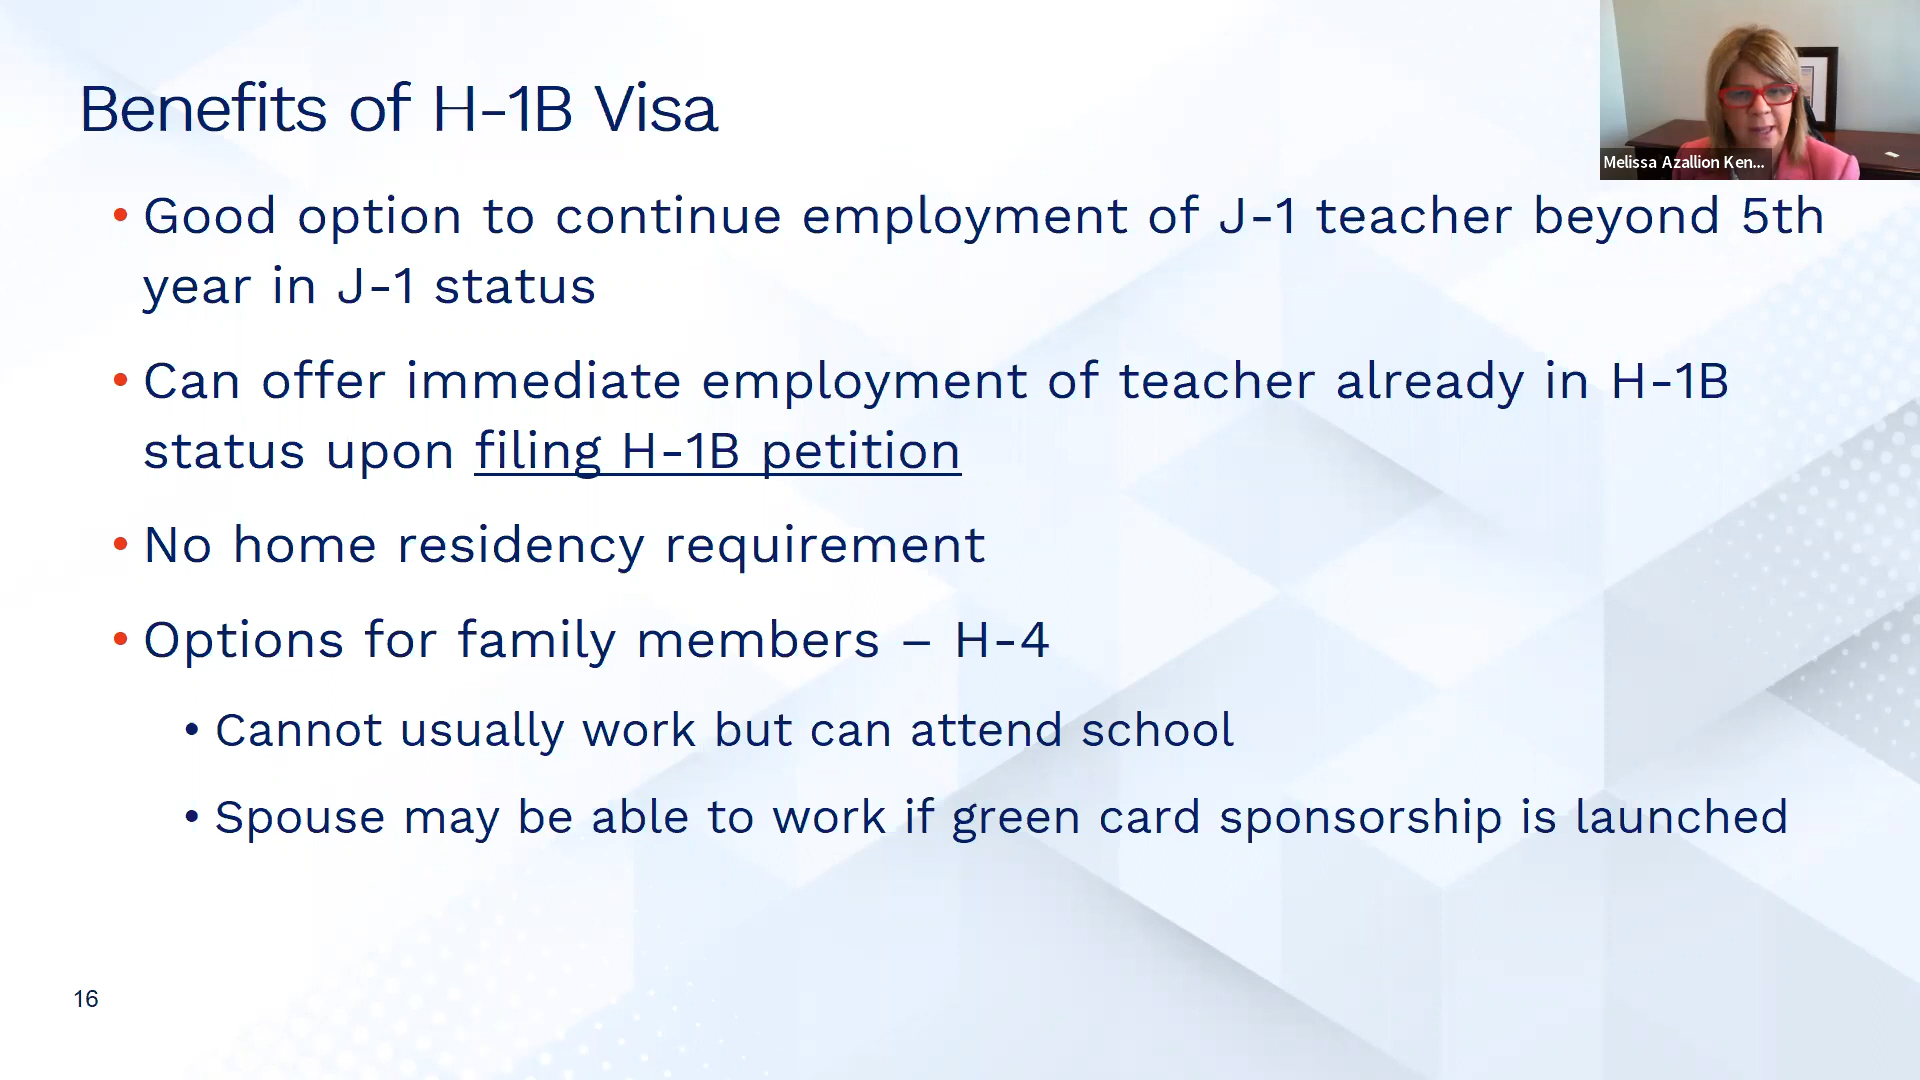 Benefits of H-1B Visa
Melissa Azallion Ken...
• Good option to continue employment of J-1 teacher beyond 5th
year in J-1 status
• Can offer immediate employment of teacher already in H-1B
status upon filing H-1B petition
• No home residency requirement
• Options for family members – H-4
• Cannot usually work but can attend school
• Spouse may be able to work if green card sponsorship is launched
16